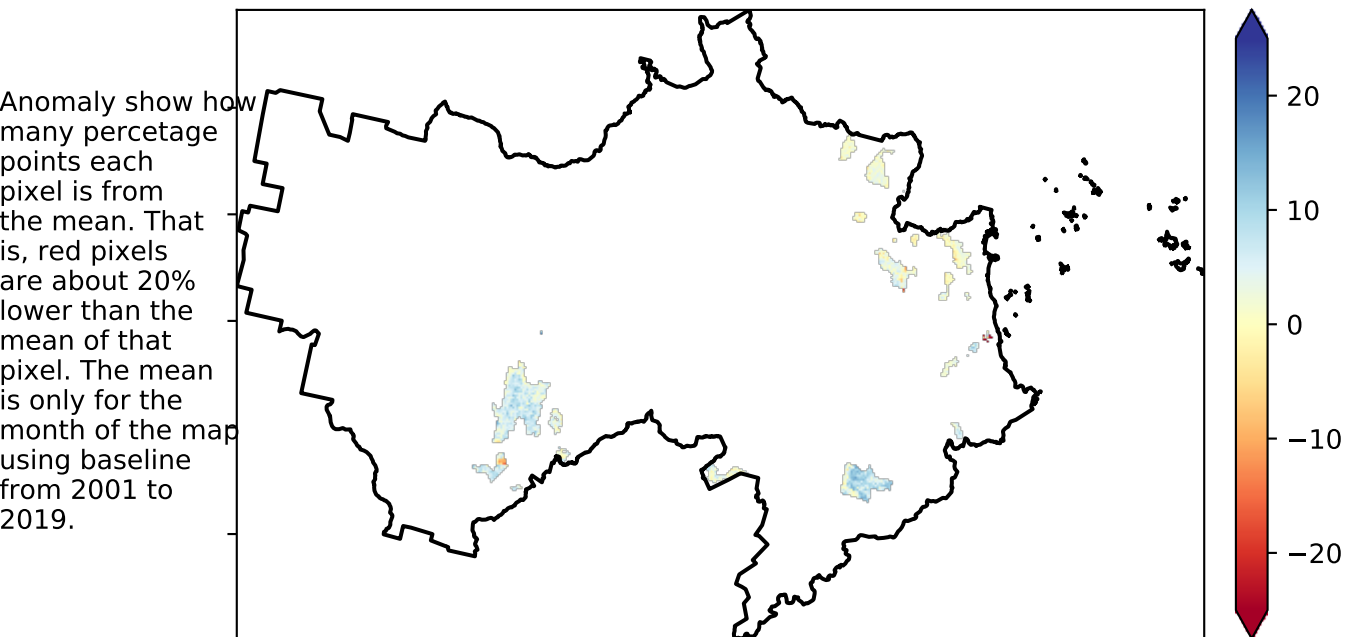 Anomaly show how
many percetage
points each
pixel is from
the mean. That
is, red pixels
are about 20%
lower than the
mean of that
pixel. The mean
is only for the
month of the map
using baseline
from 2001 to
2019.
20
10
0
−10
−20